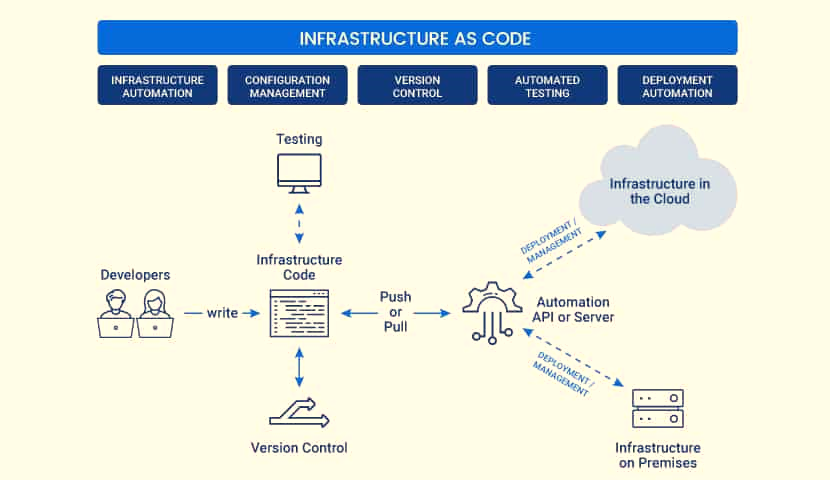 INFRASTRUCTURE AS CODE
INFRASTRUCTURE
AUTOMATION
CONFIGURATION
MANAGEMENT
VERSION
CONTROL
AUTOMATED
TESTING
DEPLOYMENT
AUTOMATION
Testing
Infrastructure in
the Cloud
DEPLOYMENT /
MANAGEMENT
Infrastructure
Code
Developers
write
Push
or
Pull
Automation
API or Server
DEPLOYMENT /
MANAGEMENT
Version Control
Infrastructure
on Premises